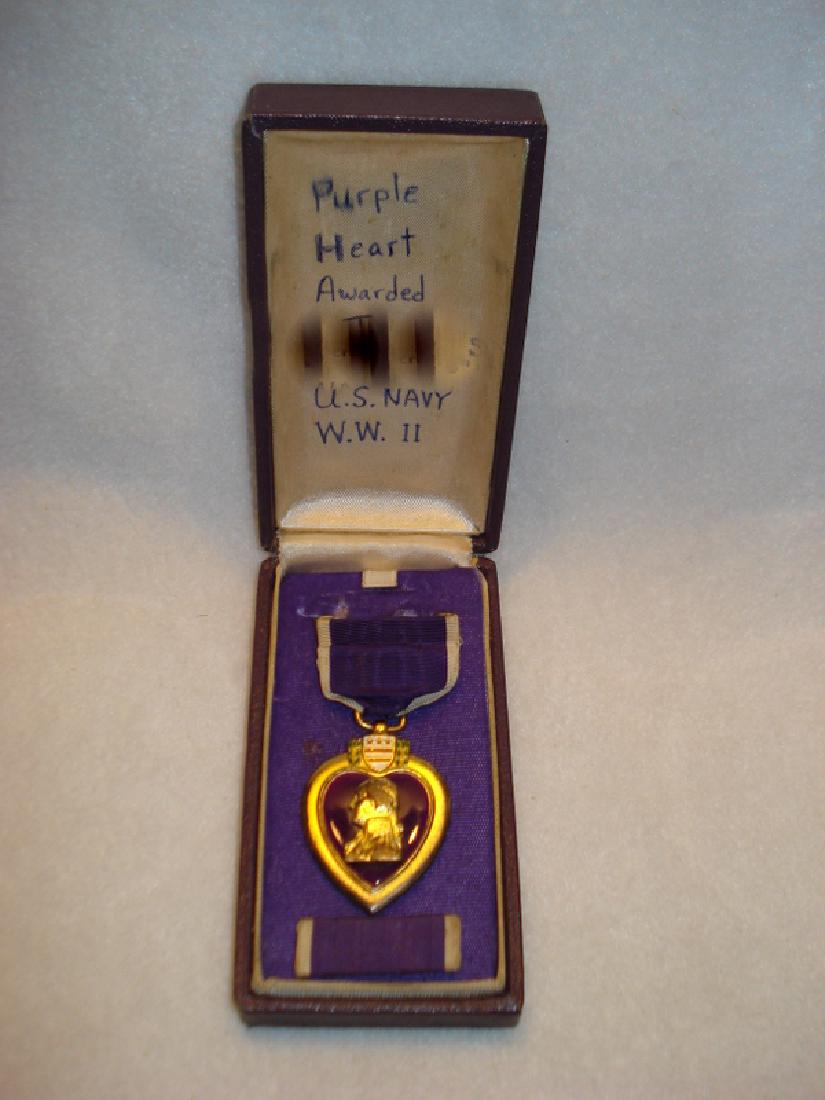 Purple
Heart
Awarded
U.S. NAVY
W.W. II